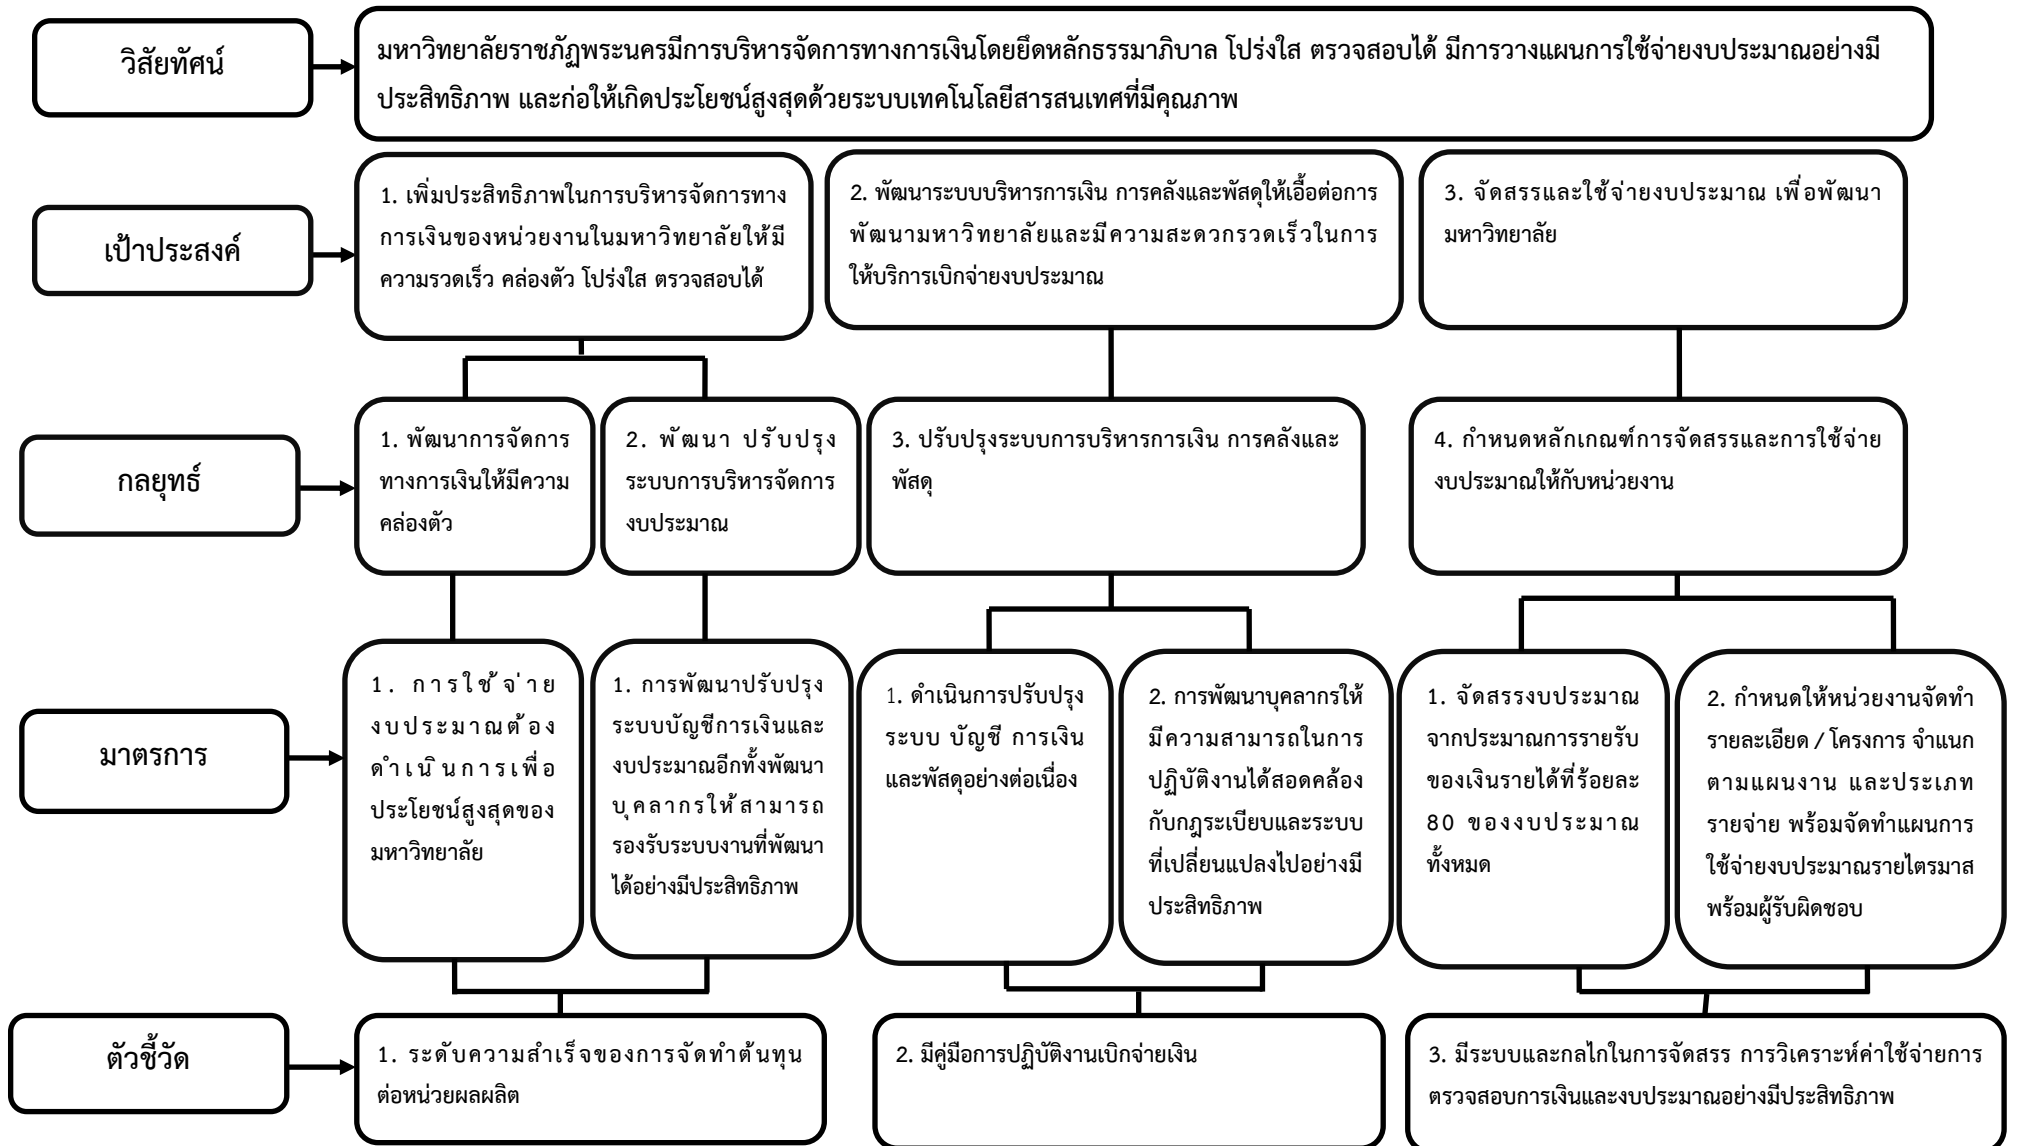 วิสัยทัศน์
มหาวิทยาลัยราชภัฏพระนครมีการบริหารจัดการทางการเงินโดยยึดหลักธรรมาภิบาล โปร่งใส ตรวจสอบได้ มีการวางแผนการใช้จ่ายงบประมาณอย่างมี
ประสิทธิภาพ และก่อให้เกิดประโยชน์สูงสุดด้วยระบบเทคโนโลยีสารสนเทศที่มีคุณภาพ
เป้าประสงค์
1. เพิ่มประสิทธิภาพในการบริหารจัดการทาง
การเงินของหน่วยงานในมหาวิทยาลัยให้มี
ความรวดเร็ว คล่องตัว โปร่งใส ตรวจสอบได้
2. พัฒนาระบบบริหารการเงิน การคลังและพัสดุให้เอื้อต่อการ
พัฒนามหาวิทยาลัยและมีความสะดวกรวดเร็วในการ
ให้บริการเบิกจ่ายงบประมาณ
3. จัดสรรและใช้จ่ายงบประมาณ เพื่อพัฒนา
มหาวิทยาลัย
กลยุทธ์
1. พัฒนาการจัดการ
ทางการเงินให้มีความ
คล่องตัว
2. พัฒนา ปรับปรุง
ระบบการบริหารจัดการ
งบประมาณ
3. ปรับปรุงระบบการบริหารการเงิน การคลังและ
พัสดุ
4. กำหนดหลักเกณฑ์การจัดสรรและการใช้จ่าย
งบประมาณให้กับหน่วยงาน
มาตรการ
1. การใช้จ่าย
งบประมาณต้อง
ดำเนินการเพื่อ
ประโยชน์สูงสุดของ
มหาวิทยาลัย
1. การพัฒนาปรับปรุง
ระบบบัญชีการเงินและ
งบประมาณอีกทั้งพัฒนา
บุคลากรให้สามารถ
รองรับระบบงานที่พัฒนา
ได้อย่างมีประสิทธิภาพ
1. ดำเนินการปรับปรุง
ระบบ บัญชี การเงิน
และพัสดุอย่างต่อเนื่อง
2. การพัฒนาบุคลากรให้
มีความสามารถในการ
ปฏิบัติงานได้สอดคล้อง
กับกฎระเบียบและระบบ
ที่เปลี่ยนแปลงไปอย่างมี
ประสิทธิภาพ
1. จัดสรรงบประมาณ
จากประมาณการรายรับ
ของเงินรายได้ที่ร้อยละ
80 ของงบประมาณ
ทั้งหมด
2. กำหนดให้หน่วยงานจัดทำ
รายละเอียด / โครงการ จำแนก
ตามแผนงาน และประเภท
รายจ่าย พร้อมจัดทำแผนการ
ใช้จ่ายงบประมาณรายไตรมาส
พร้อมผู้รับผิดชอบ
ตัวชี้วัด
1. ระดับความสำเร็จของการจัดทำต้นทุน
ต่อหน่วยผลผลิต
2. มีคู่มือการปฏิบัติงานเบิกจ่ายเงิน
3. มีระบบและกลไกในการจัดสรร การวิเคราะห์ค่าใช้จ่ายการ
ตรวจสอบการเงินและงบประมาณอย่างมีประสิทธิภาพ